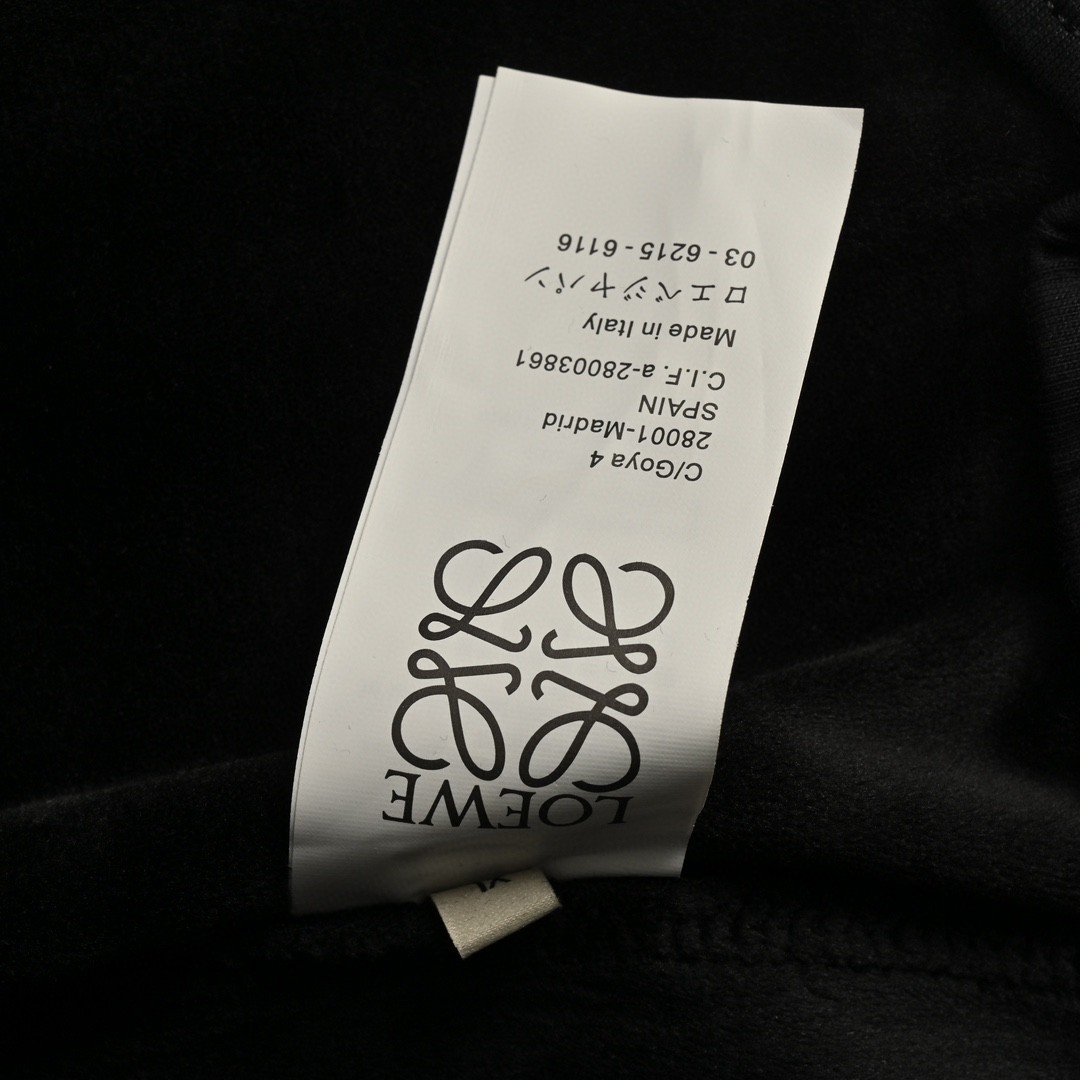 LOEWE
C/Goya 4
28001-Madrid
SPAIN
C.I.F. a-28003861
Made in Italy
ロエベジャパン
03 - 6215 - 6116